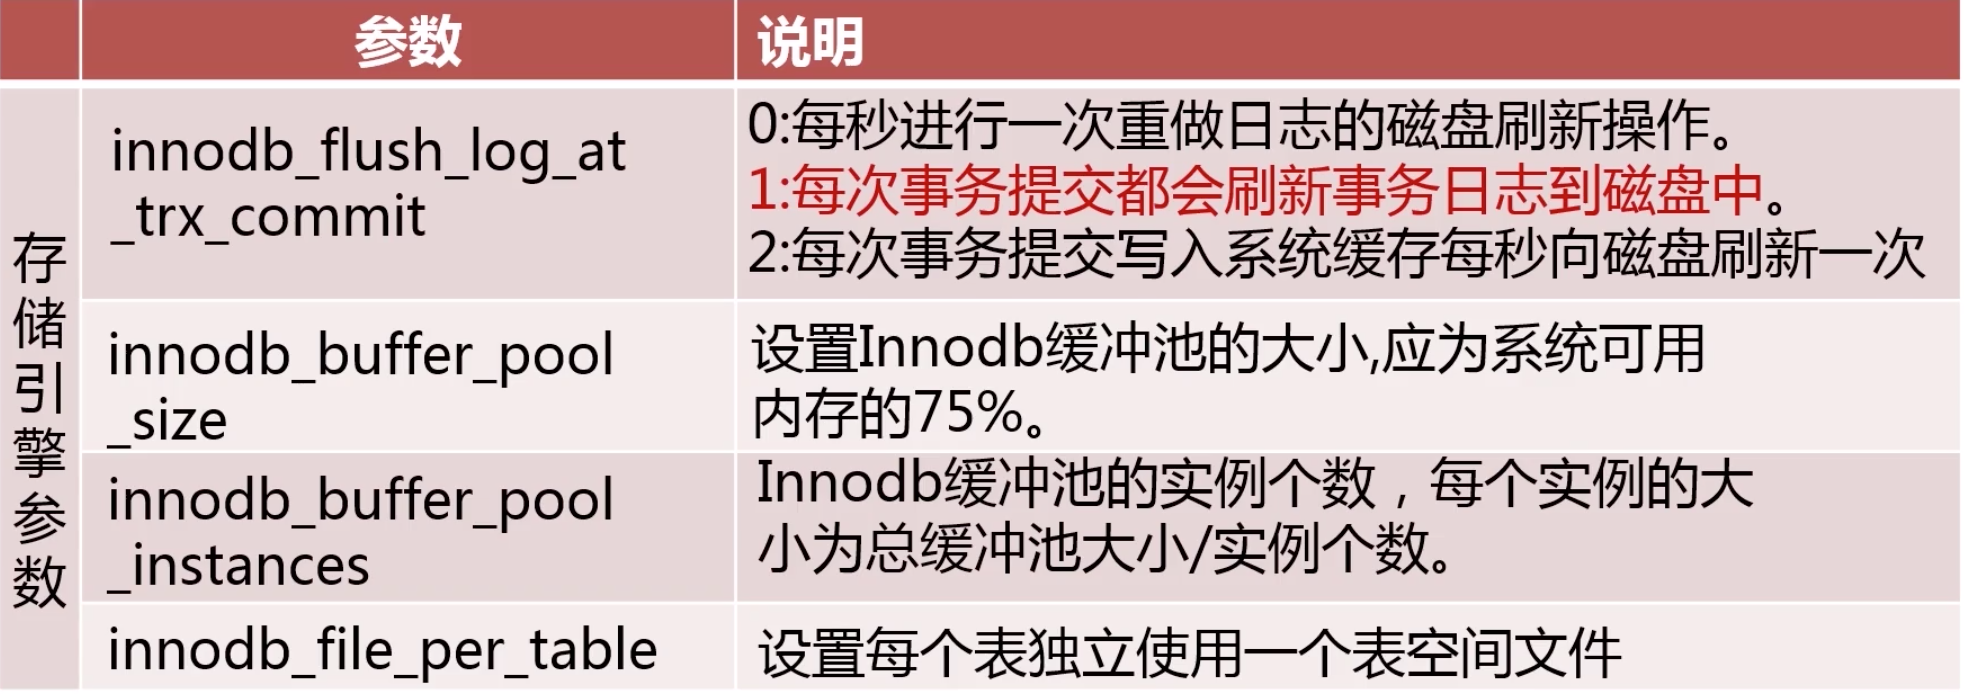 参数
说明
存储引擎参数
innodb_flush_log_at
_trx_commit
0:每秒进行一次重做日志的磁盘刷新操作。
1:每次事务提交都会刷新事务日志到磁盘中。
2:每次事务提交写入系统缓存每秒向磁盘刷新一次
innodb_buffer_pool
_size
设置Innodb缓冲池的大小,应为系统可用
内存的75%。
innodb_buffer_pool
_instances
Innodb缓冲池的实例个数，每个实例的大
小为总缓冲池大小/实例个数。
innodb_file_per_table
设置每个表独立使用一个表空间文件